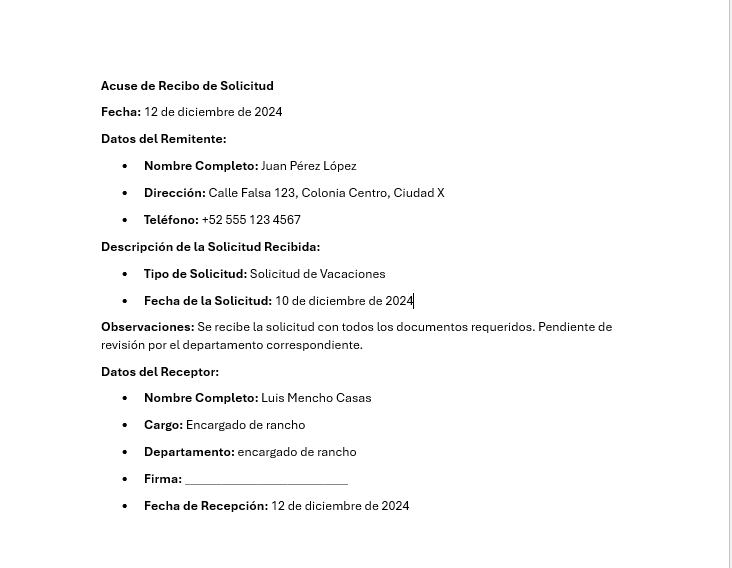 Acuse de Recibo de Solicitud
Fecha: 12 de diciembre de 2024
Datos del Remitente:
• Nombre Completo: Juan Pérez López
• Dirección: Calle Falsa 123, Colonia Centro, Ciudad X
• Teléfono: +52 555 123 4567
Descripción de la Solicitud Recibida:
• Tipo de Solicitud: Solicitud de Vacaciones
• Fecha de la Solicitud: 10 de diciembre de 2024
Observaciones: Se recibe la solicitud con todos los documentos requeridos. Pendiente de
revisión por el departamento correspondiente.
Datos del Receptor:
• Nombre Completo: Luis Mencho Casas
• Cargo: Encargado de rancho
• Departamento: encargado de rancho
• Firma: _________________________
• Fecha de Recepción: 12 de diciembre de 2024